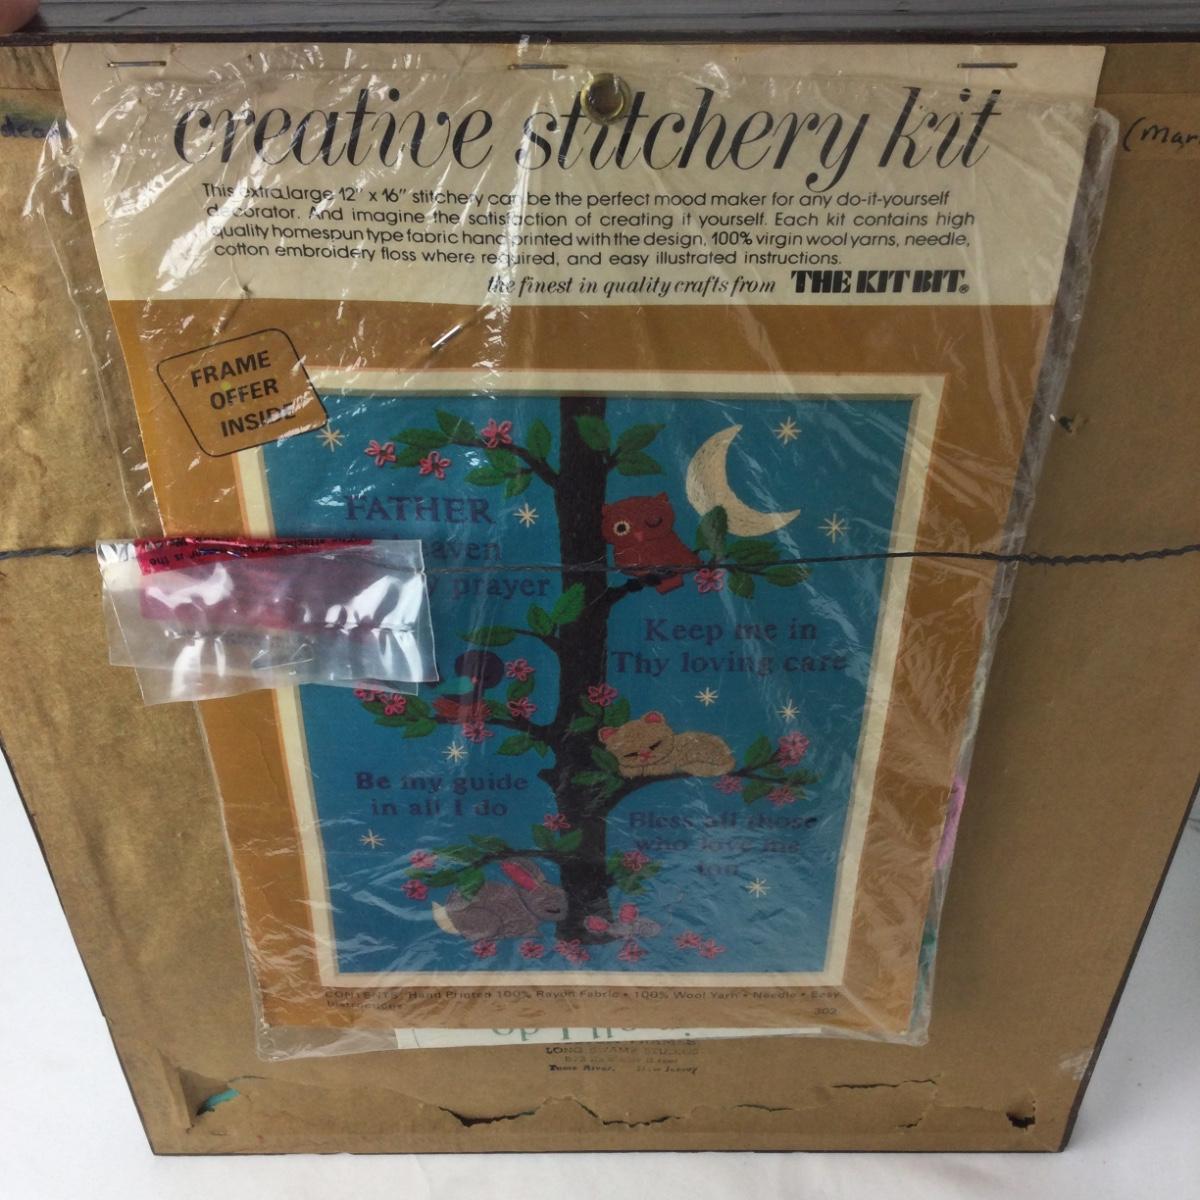 creative stitchery kit
This extra large 12" x 16" stitchery can be the perfect mood maker for any do-it-yourself
decorator. And imagine the satisfaction of creating it yourself. Each kit contains high
quality homespun type fabric hand printed with the design, 100% virgin wool yarns, needle,
cotton embroidery floss where required, and easy illustrated instructions.
the finest in quality crafts from THE KIT BIT®
(Mar
FRAME
OFFER
INSIDE
FATHER
prayer
Keep me in
Thy loving care
Be my guide
in all I do
Bless all those
who love me
too
CONTENTS: Hand Printed 100% Rayon Fabric • 100% Wool Yarn • Needle • Easy
Instructions
302
LONG SWAMP STUDIOS
Toms River, New Jersey